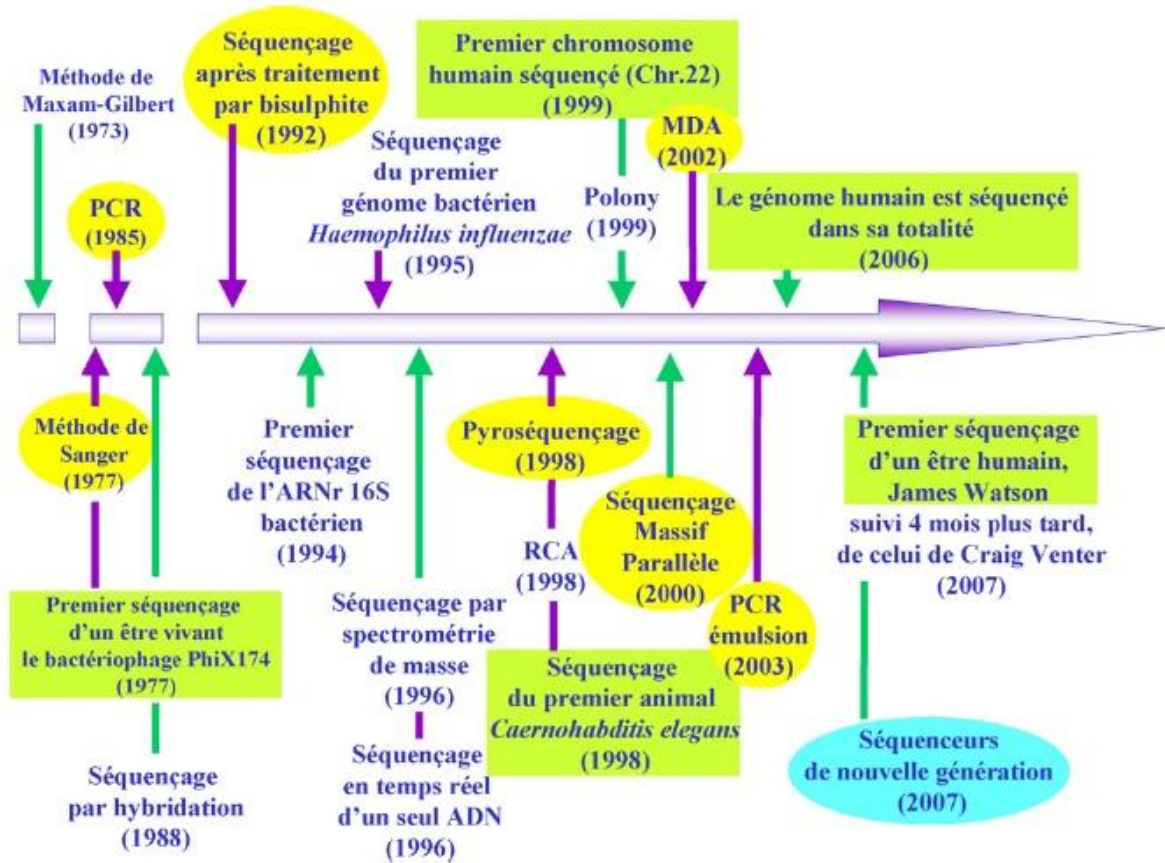 Méthode de
Maxam-Gilbert
(1973)
PCR
(1985)
Séquençage
après traitement
par bisulphite
(1992)
Séquençage
du premier
génome bactérien
Haemophilus influenzae
(1995)
Premier chromosome
humain séquençé (Chr.22)
(1999)
Polony
(1999)
MDA
(2002)
Le génome humain est séquençé
dans sa totalité
(2006)
Méthode de
Sanger
(1977)
Premier séquençage
d'un être vivant
le bactériophage PhiX174
(1977)
Séquençage
par hybridation
(1988)
Premier
séquençage
de l'ARNr 16S
bactérien
(1994)
Séquençage par
spectrométrie
de masse
(1996)
Séquençage
en temps réel
d'un seul ADN
(1996)
Pyroséquençage
(1998)
RCA
(1998)
Séquençage
du premier animal
Caernohabditis elegans
(1998)
Séquençage
Massif
Parallèle
(2000)
PCR
émulsion
(2003)
Premier séquençage
d'un être humain,
James Watson
suivi 4 mois plus tard,
de celui de Craig Venter
(2007)
Séquenceurs
de nouvelle génération
(2007)